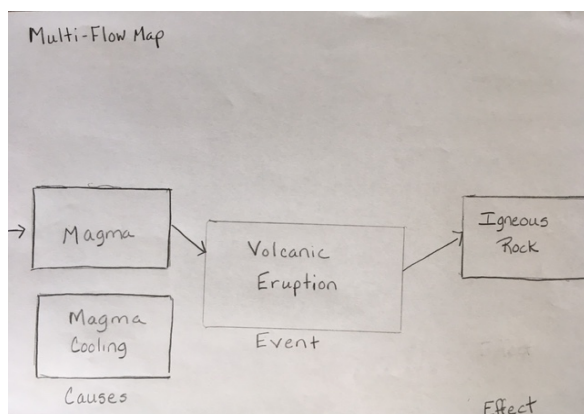 Multi-Flow Map
Magma
Magma
Cooling
Causes
Volcanic
Eruption
Event
Igneous
Rock
Effect